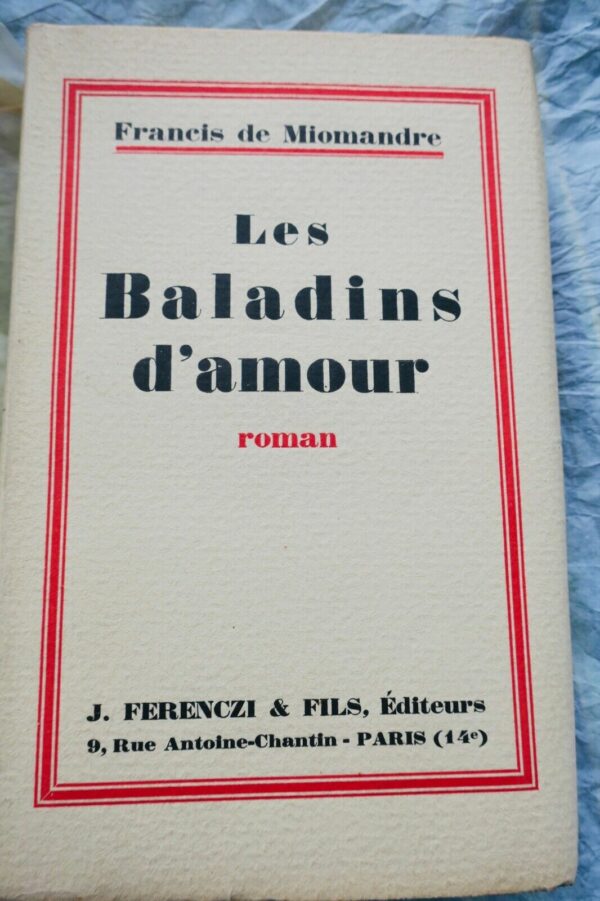 Francis de Miomandre
Les
Baladins
d'amour
roman
J. FERENCZI & FILS, Éditeurs
9, Rue Antoine-Chantin - PARIS (14e)